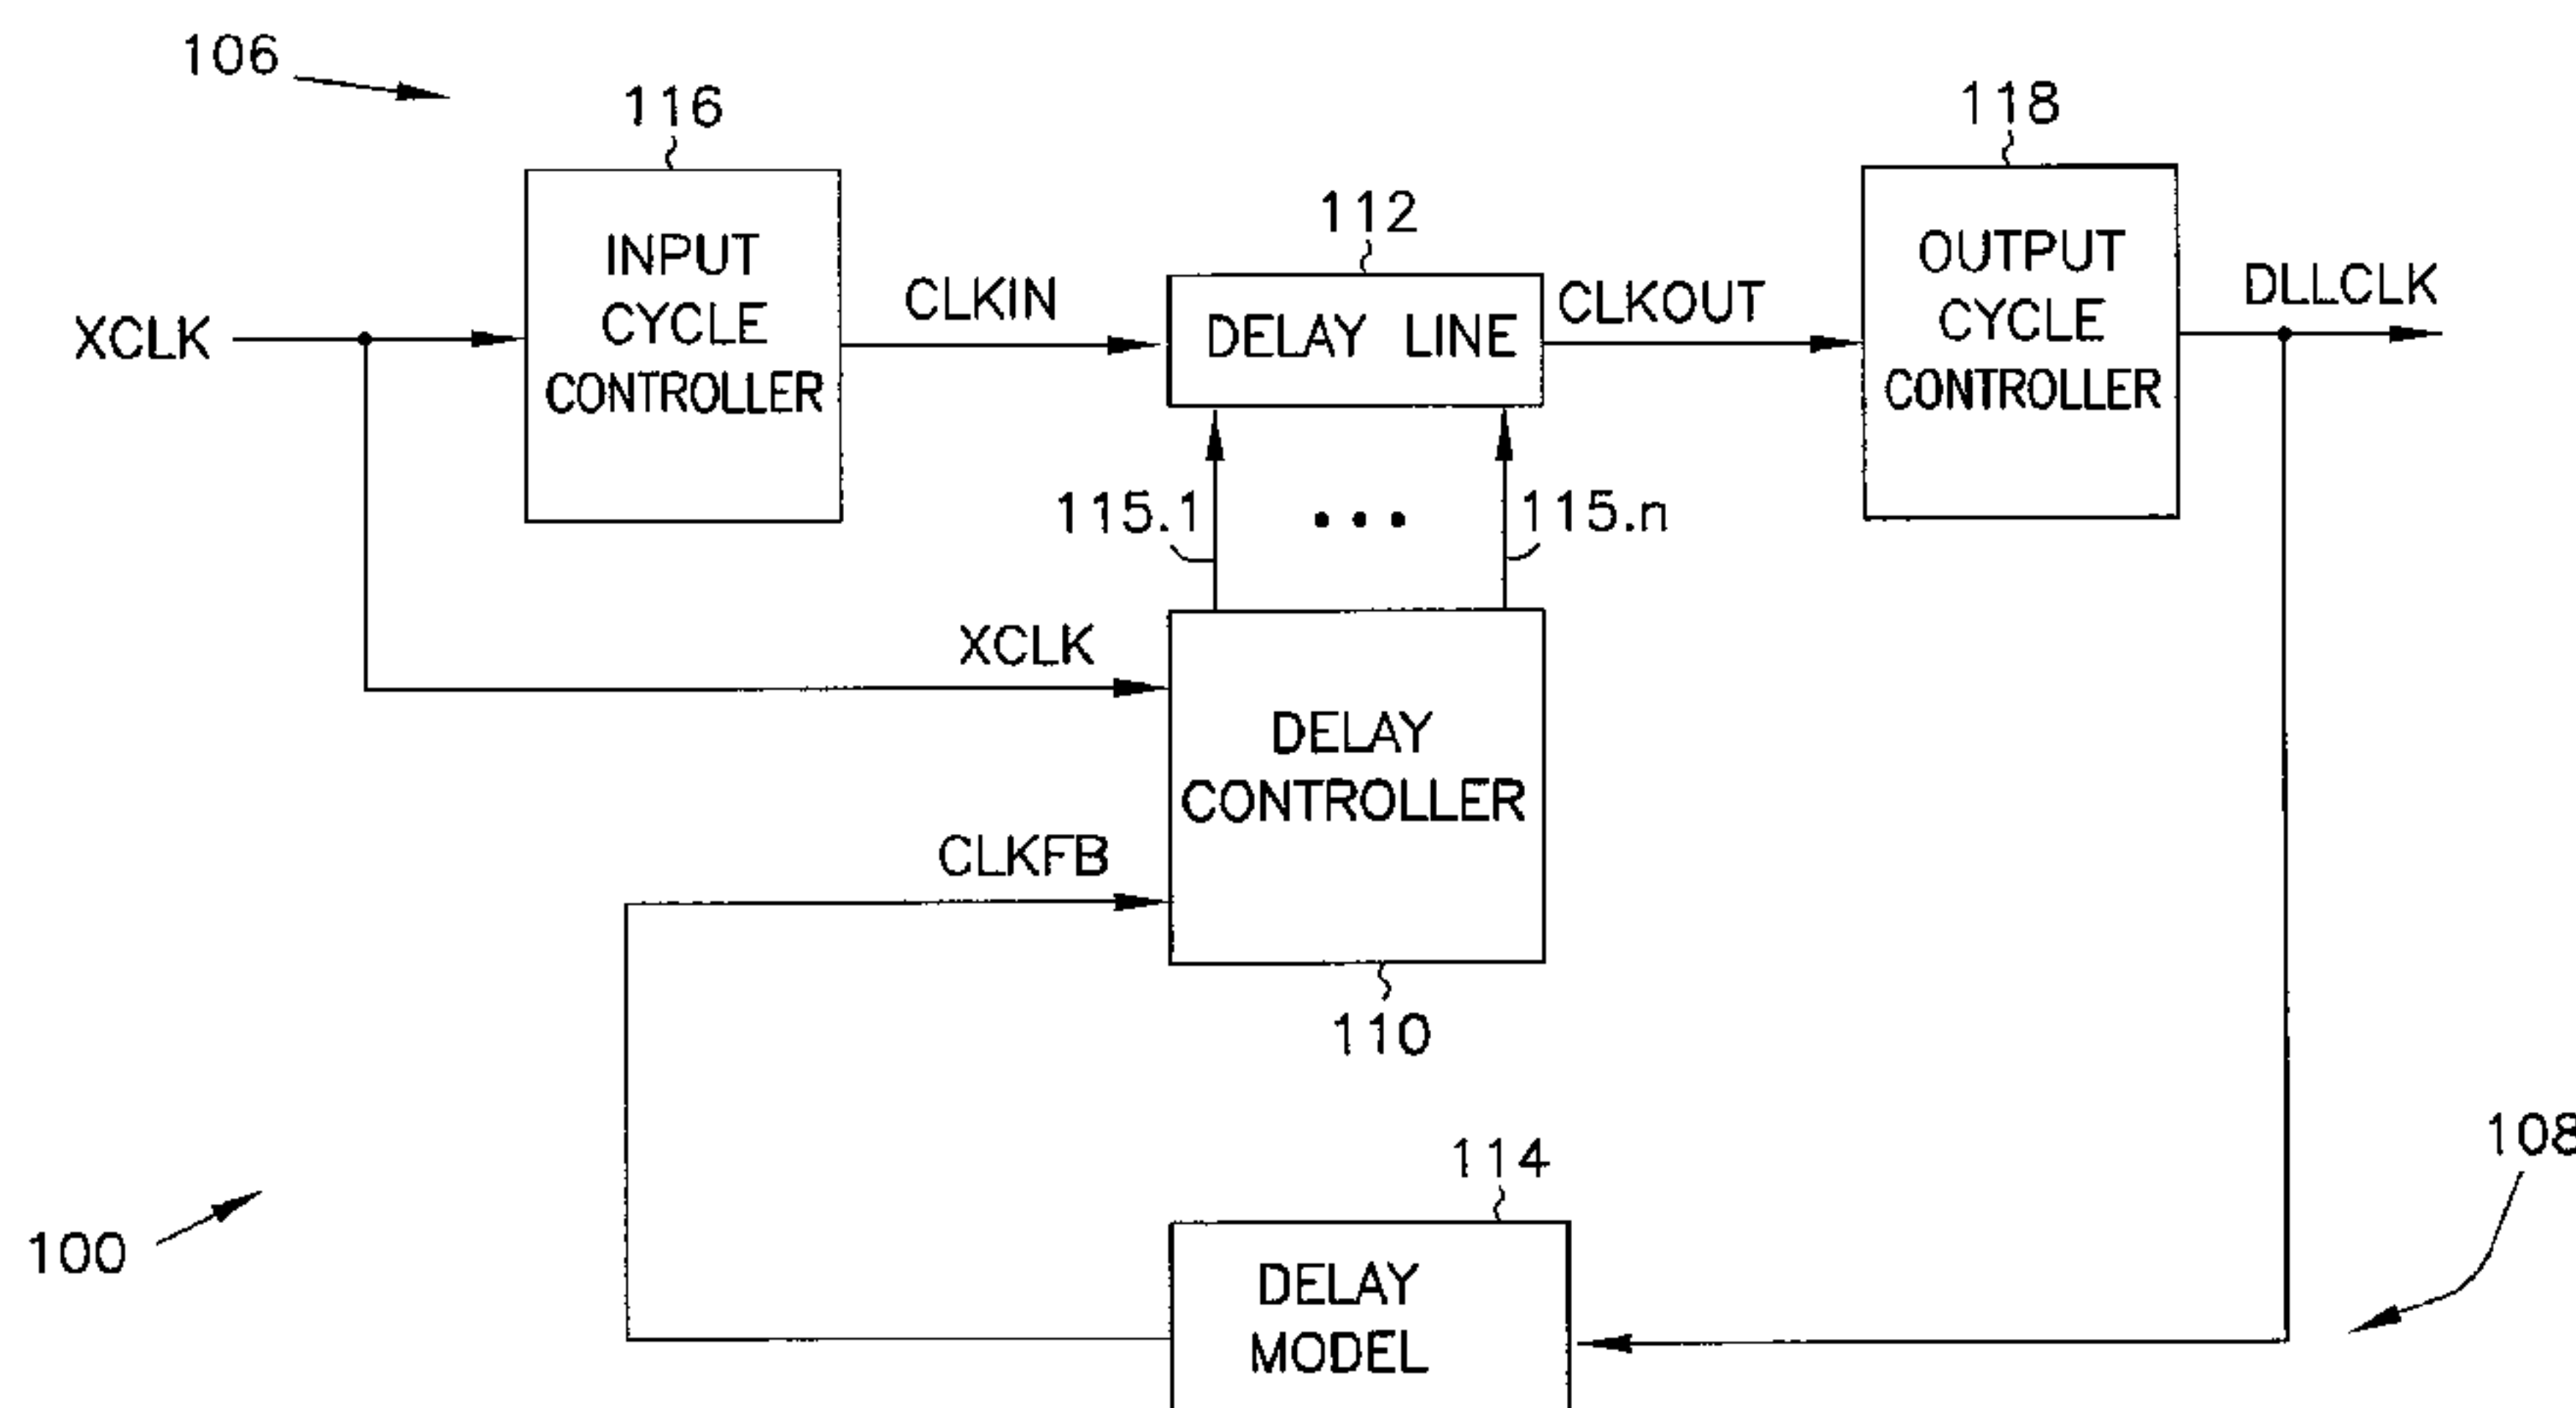 106
116
118
112
INPUT
CYCLE
CONTROLLER
OUTPUT
CYCLE
CONTROLLER
XCLK
CLKIN
DELAY LINE
CLKOUT
DLLCLK
115.1
...
115.n
XCLK
DELAY
CONTROLLER
CLKFB
110
108
114
100
DELAY
MODEL